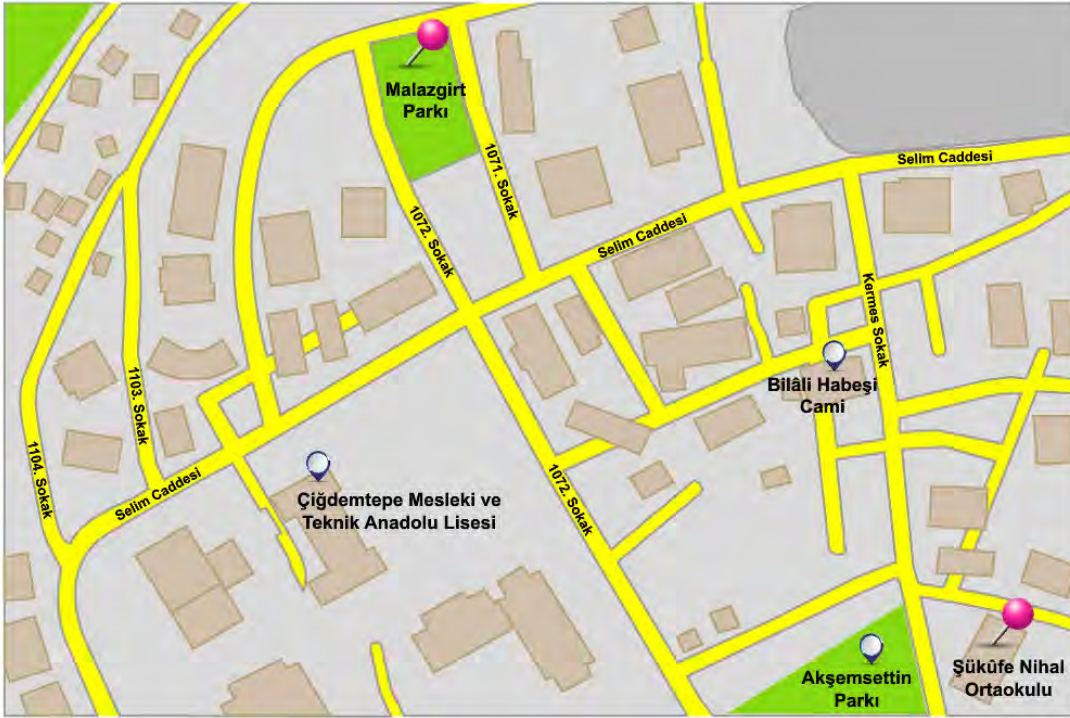 Malazgirt
Parkı
1071. Sokak
Selim Caddesi
1072. Sokak
Selim Caddesi
Kermes Sokak
Bilâli Habeşi
Cami
1103. Sokak
1104. Sokak
Selim Caddesi
Çiğdemtepe Mesleki ve
Teknik Anadolu Lisesi
1072. Sokak
Akşemsettin
Parkı
Şükûfe Nihal
Ortaokulu